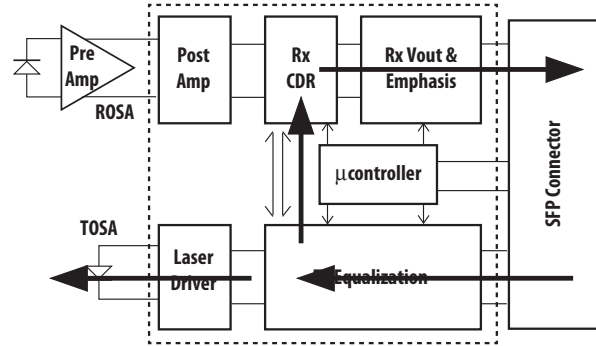 Pre
Amp
ROSA
Post
Amp
Rx
CDR
Rx Vout &
Emphasis
μcontroller
SFP Connector
TOSA
Laser
Driver
Equalization